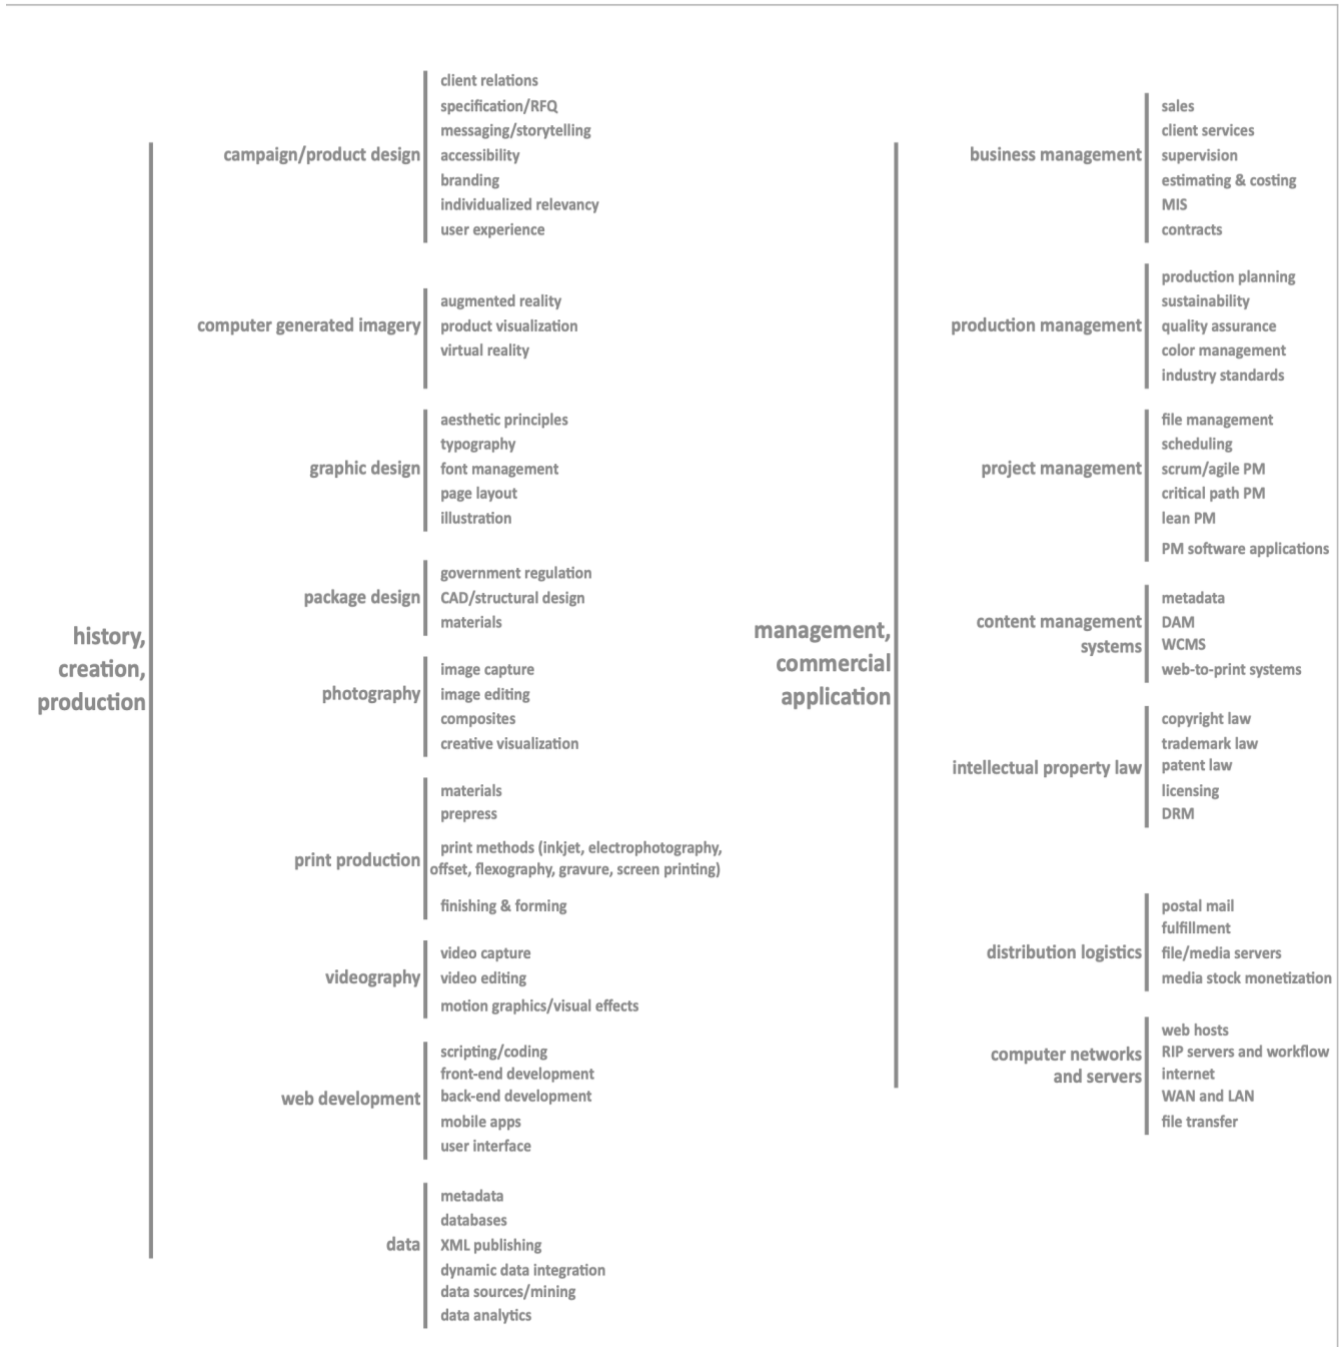 history,
creation,
production
campaign/product design
client relations
specification/RFQ
messaging/storytelling
accessibility
branding
individualized relevancy
user experience
computer generated imagery
augmented reality
product visualization
virtual reality
graphic design
aesthetic principles
typography
font management
page layout
illustration
package design
government regulation
CAD/structural design
materials
photography
image capture
image editing
composites
creative visualization
print production
materials
prepress
print methods (inkjet, electrophotography,
offset, flexography, gravure, screen printing)
finishing & forming
videography
video capture
video editing
motion graphics/visual effects
web development
scripting/coding
front-end development
back-end development
mobile apps
user interface
data
metadata
databases
XML publishing
dynamic data integration
data sources/mining
data analytics
management,
commercial
application
business management
sales
client services
supervision
estimating & costing
MIS
contracts
production management
production planning
sustainability
quality assurance
color management
industry standards
project management
file management
scheduling
scrum/agile PM
critical path PM
lean PM
PM software applications
content management
systems
metadata
DAM
WCMS
web-to-print systems
intellectual property law
copyright law
trademark law
patent law
licensing
DRM
distribution logistics
postal mail
fulfillment
file/media servers
media stock monetization
computer networks
and servers
web hosts
RIP servers and workflow
internet
WAN and LAN
file transfer